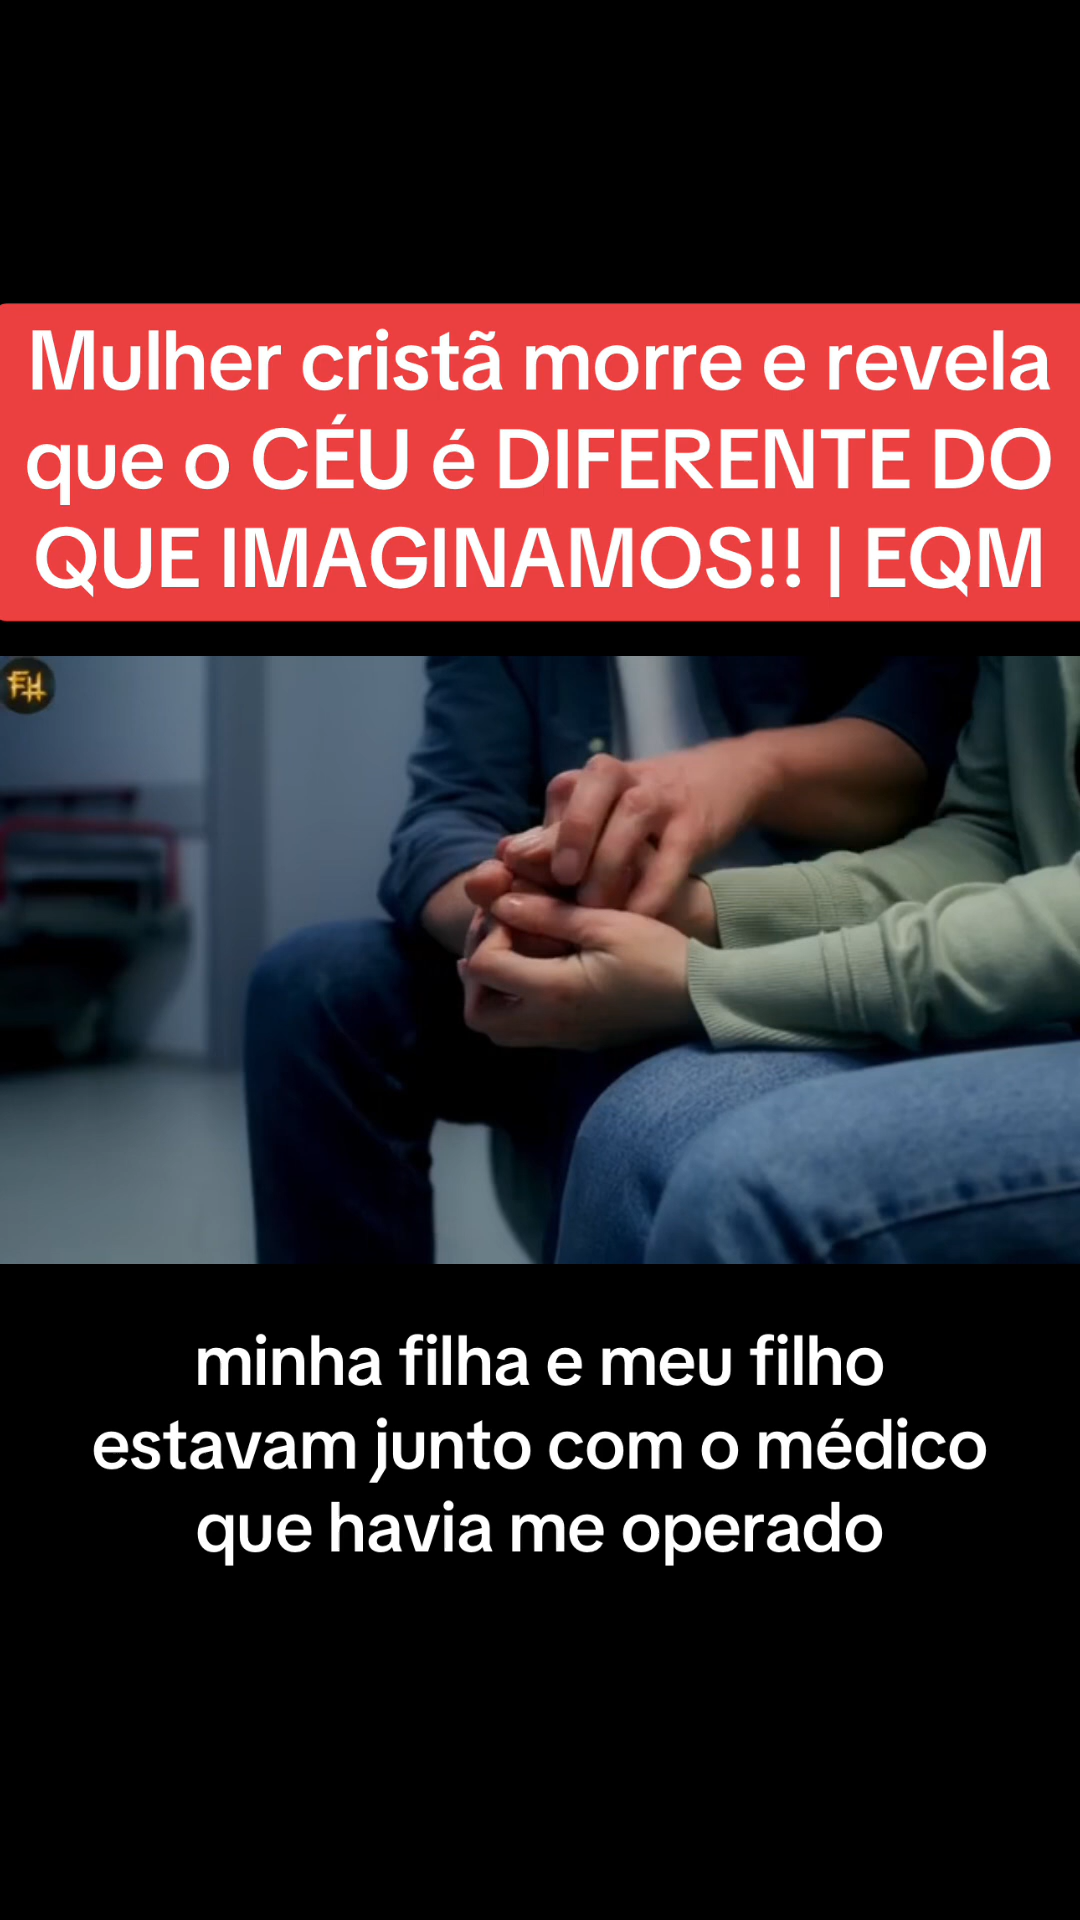 Mulher cristã morre e revela
que o CÉU é DIFERENTE DO
QUE IMAGINAMOS!! | EQM
FH
minha filha e meu filho
estavam junto com o médico
que havia me operado